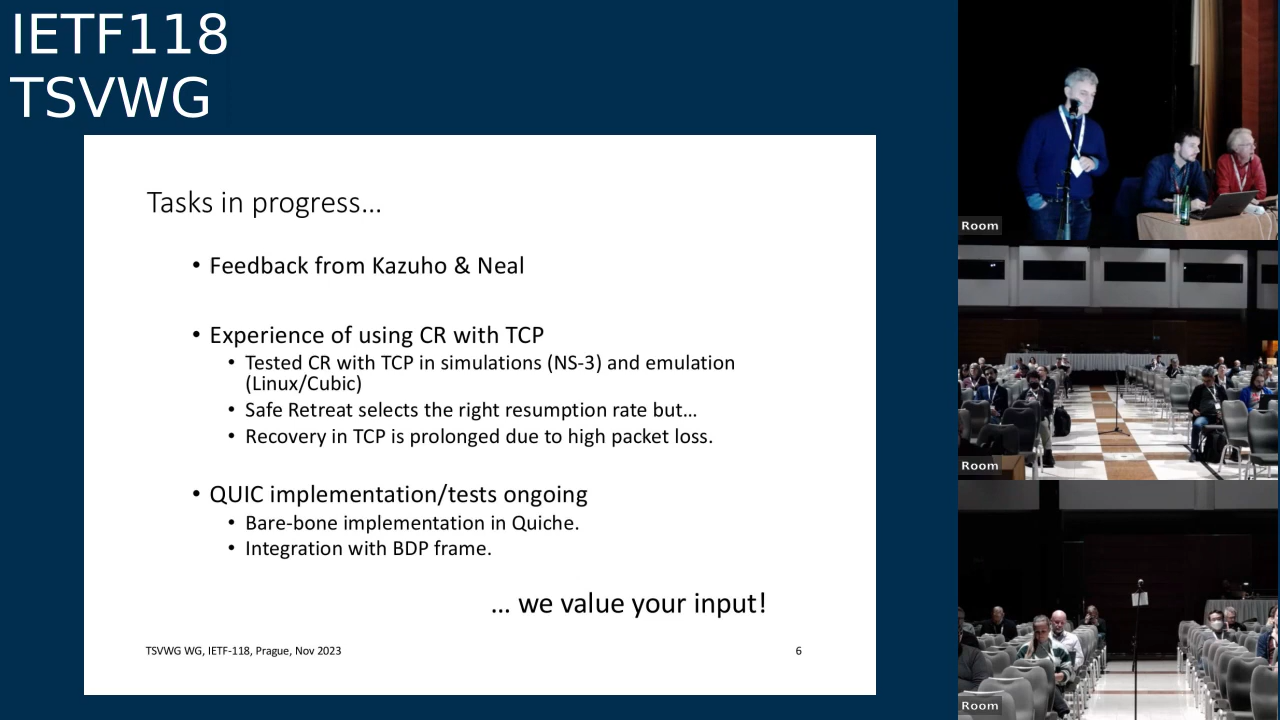 IETF118
TSVWG
Tasks in progress...
• Feedback from Kazuho & Neal
• Experience of using CR with TCP
• Tested CR with TCP in simulations (NS-3) and emulation
(Linux/Cubic)
• Safe Retreat selects the right resumption rate but...
• Recovery in TCP is prolonged due to high packet loss.
• QUIC implementation/tests ongoing
• Bare-bone implementation in Quiche.
• Integration with BDP frame.
... we value your input!
TSVWG WG, IETF-118, Prague, Nov 2023
6
Room
Room
Room